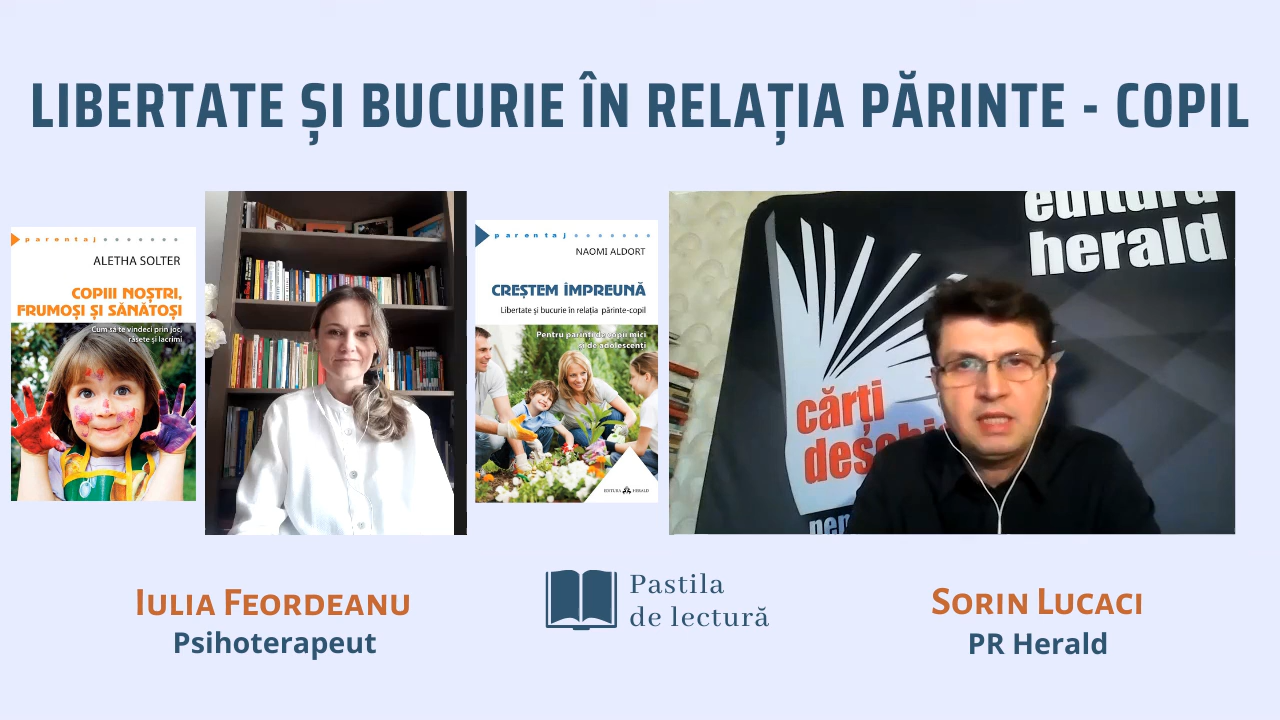 LIBERTATE ȘI BUCURIE ÎN RELAȚIA PĂRINTE - COPIL
parentaj
ALETHA SOLTER
COPIII NOȘTRI,
FRUMOȘI ȘI SĂNĂTOȘI
Cum să te vindeci prin joc,
râsete și lacrimi
parentaj
NAOMI ALDORT
CREȘTEM ÎMPREUNĂ
Libertate și bucurie în relația părinte-copil
Pentru părinți de copii mici
și de adolescenți
EDITURA HERALD
editura
herald
cărți
Iulia Feordeanu
Psihoterapeut
Pastila
de lectură
Sorin Lucaci
PR Herald